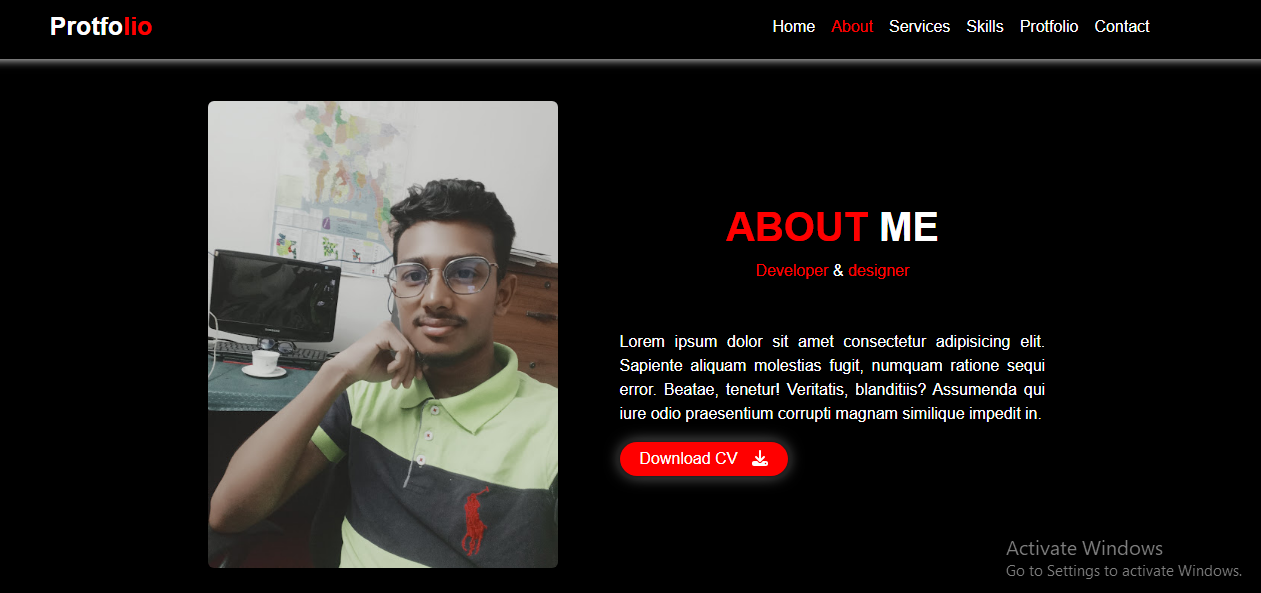 Protfolio
Home About Services Skills Protfolio Contact
ABOUT ME
Developer & designer
Lorem ipsum dolor sit amet consectetur adipisicing elit.
Sapiente aliquam molestias fugit, numquam ratione sequi
error. Beatae, tenetur! Veritatis, blanditiis? Assumenda qui
iure odio praesentium corrupti magnam similique impedit in.
Download CV
Activate Windows
Go to Settings to activate Windows.